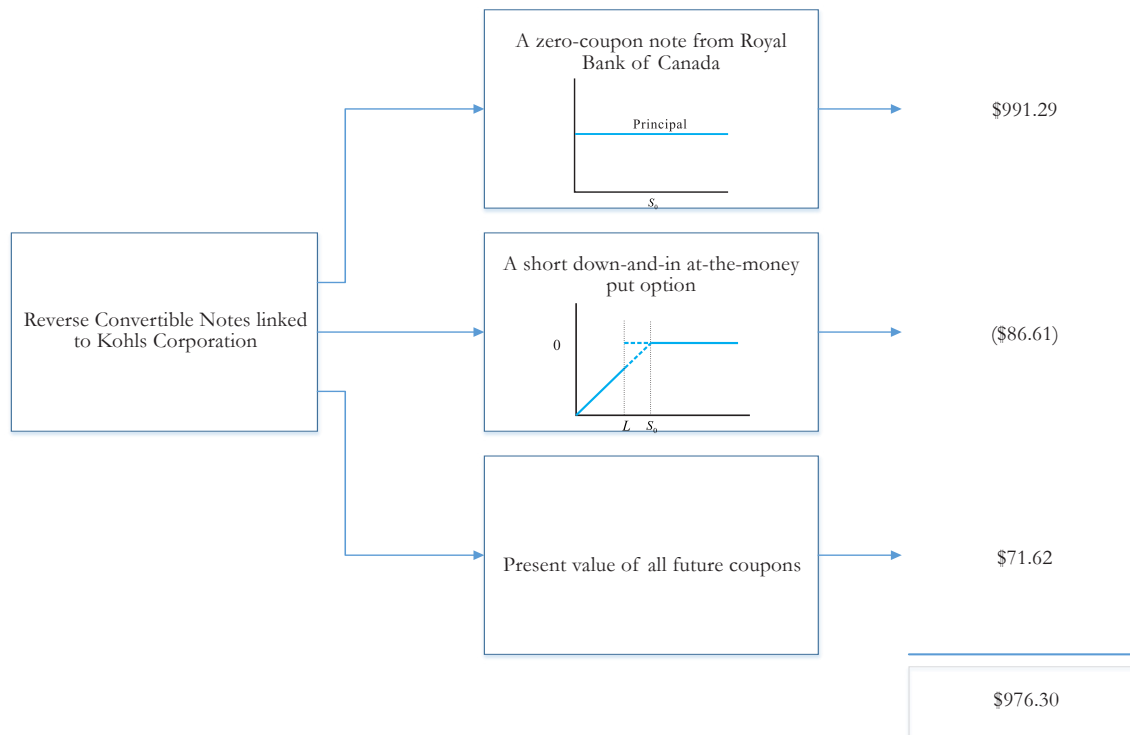 A zero-coupon note from Royal
Bank of Canada
Principal
S₀
$991.29
Reverse Convertible Notes linked
to Kohls Corporation
A short down-and-in at-the-money
put option
0
L
S₀
($86.61)
Present value of all future coupons
$71.62
$976.30